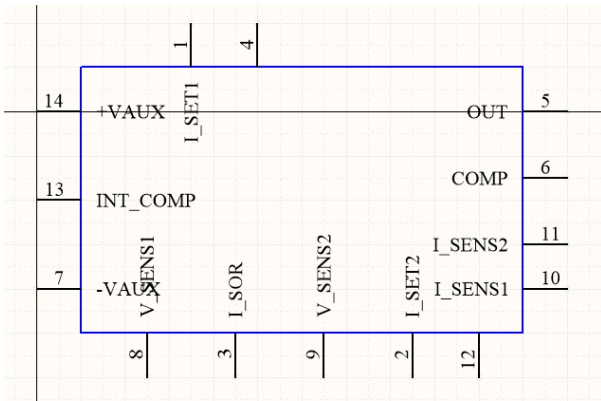 1
4
14
+VAUX
I_SET1
OUT
5
COMP
6
13
INT_COMP
I_SENS2
11
7
-VAUX
V_SENS1
I_SOR
V_SENS2
I_SET2
I_SENS1
10
8
3
9
2
12